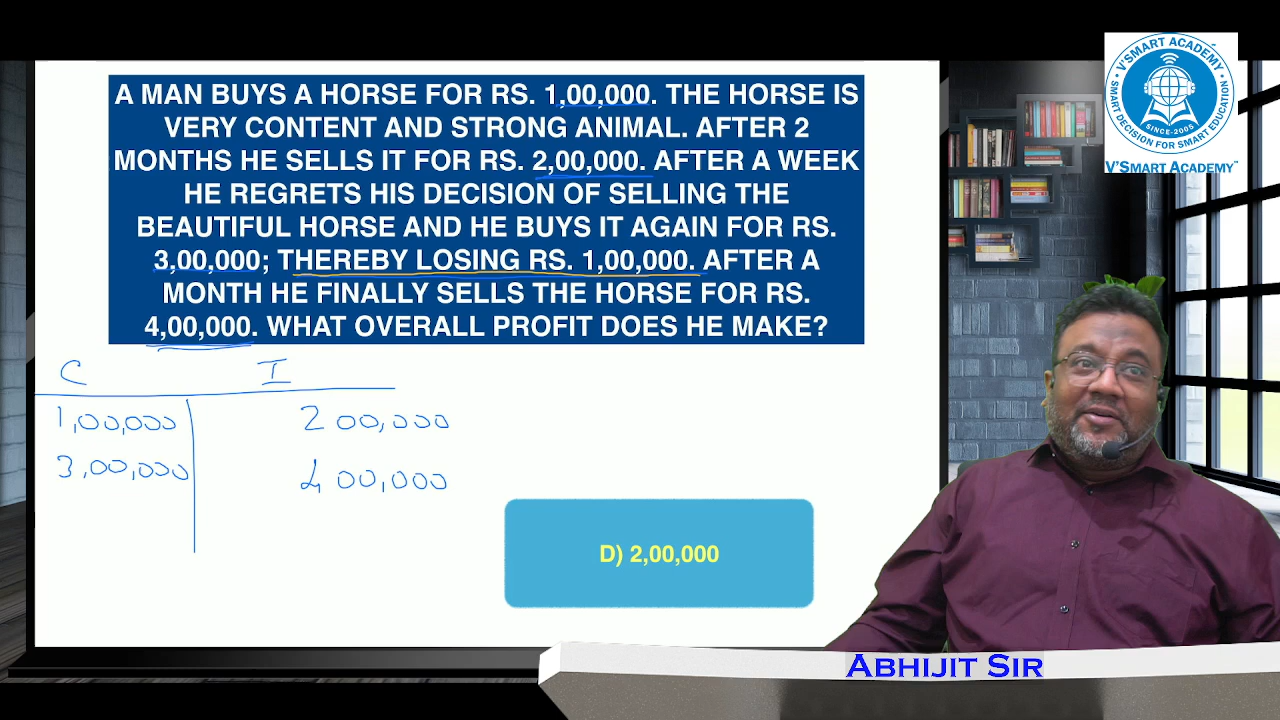 A MAN BUYS A HORSE FOR RS. 1,00,000. THE HORSE IS
VERY CONTENT AND STRONG ANIMAL. AFTER 2
MONTHS HE SELLS IT FOR RS. 2,00,000. AFTER A WEEK
HE REGRETS HIS DECISION OF SELLING THE
BEAUTIFUL HORSE AND HE BUYS IT AGAIN FOR RS.
3,00,000; THEREBY LOSING RS. 1,00,000. AFTER A
MONTH HE FINALLY SELLS THE HORSE FOR RS.
4,00,000. WHAT OVERALL PROFIT DOES HE MAKE?
C I
1,00,000 200,000
3,00,000 400,000
D) 2,00,000
V'SMART ACADEMY
SMART DECISION FOR SMART EDUCATION
SINCE-2005
V'SMART ACADEMY™
ABHIJIT SIR